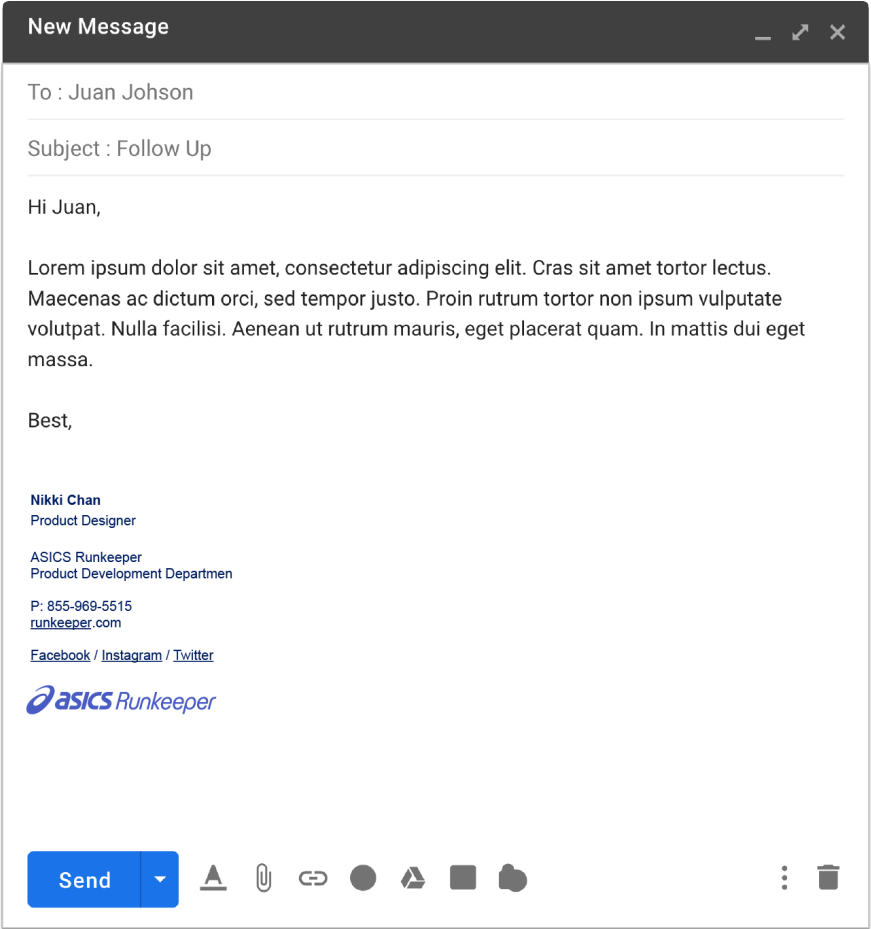 New Message
To : Juan Johson
Subject : Follow Up
Hi Juan,
Lorem ipsum dolor sit amet, consectetur adipiscing elit. Cras sit amet tortor lectus.
Maecenas ac dictum orci, sed tempor justo. Proin rutrum tortor non ipsum vulputate
volutpat. Nulla facilisi. Aenean ut rutrum mauris, eget placerat quam. In mattis dui eget
massa.
Best,
Nikki Chan
Product Designer
ASICS Runkeeper
Product Development Departmen
P: 855-969-5515
runkeeper.com
Facebook / Instagram / Twitter
asics Runkeeper
Send